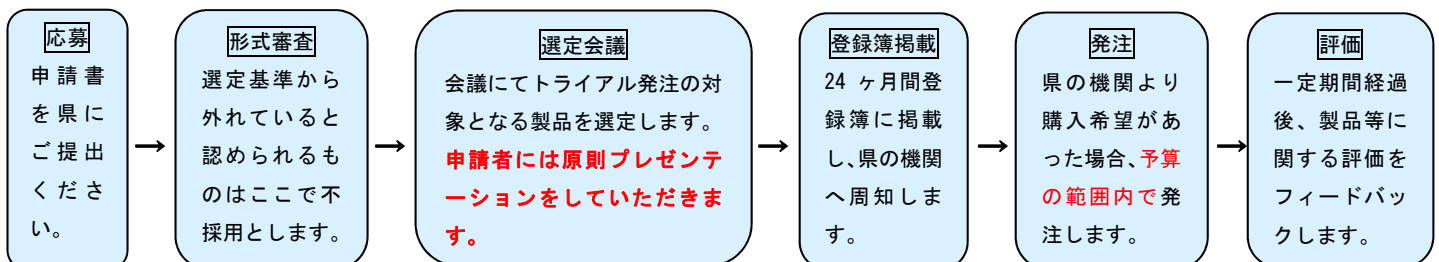 応募
申請書
を県に
ご提出
くださ
い。
形式審査
選定基準から
外れていると
認められるも
のはここで不
採用とします。
選定会議
会議にてトライアル発注の対
象となる製品を選定します。
申請者には原則プレゼンテ
ーションをしていただきま
す。
登録簿掲載
24 ヶ月間登
録簿に掲載
し、県の機関
へ周知しま
す。
発注
県の機関より
購入希望があ
った場合、予算
の範囲内で発
注します。
評価
一定期間経過
後、製品等に
関する評価を
フィードバッ
クします。